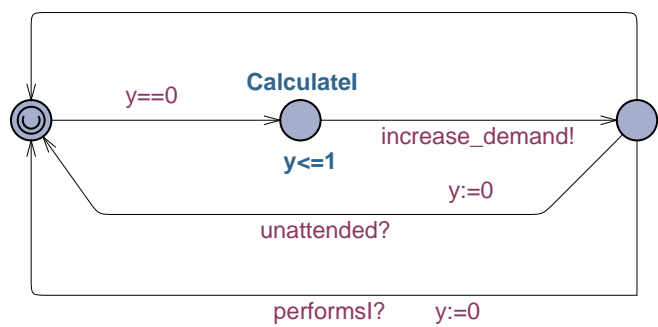 CalculateI
y==0
increase_demand!
y<=1
y:=0
unattended?
performsI? y:=0